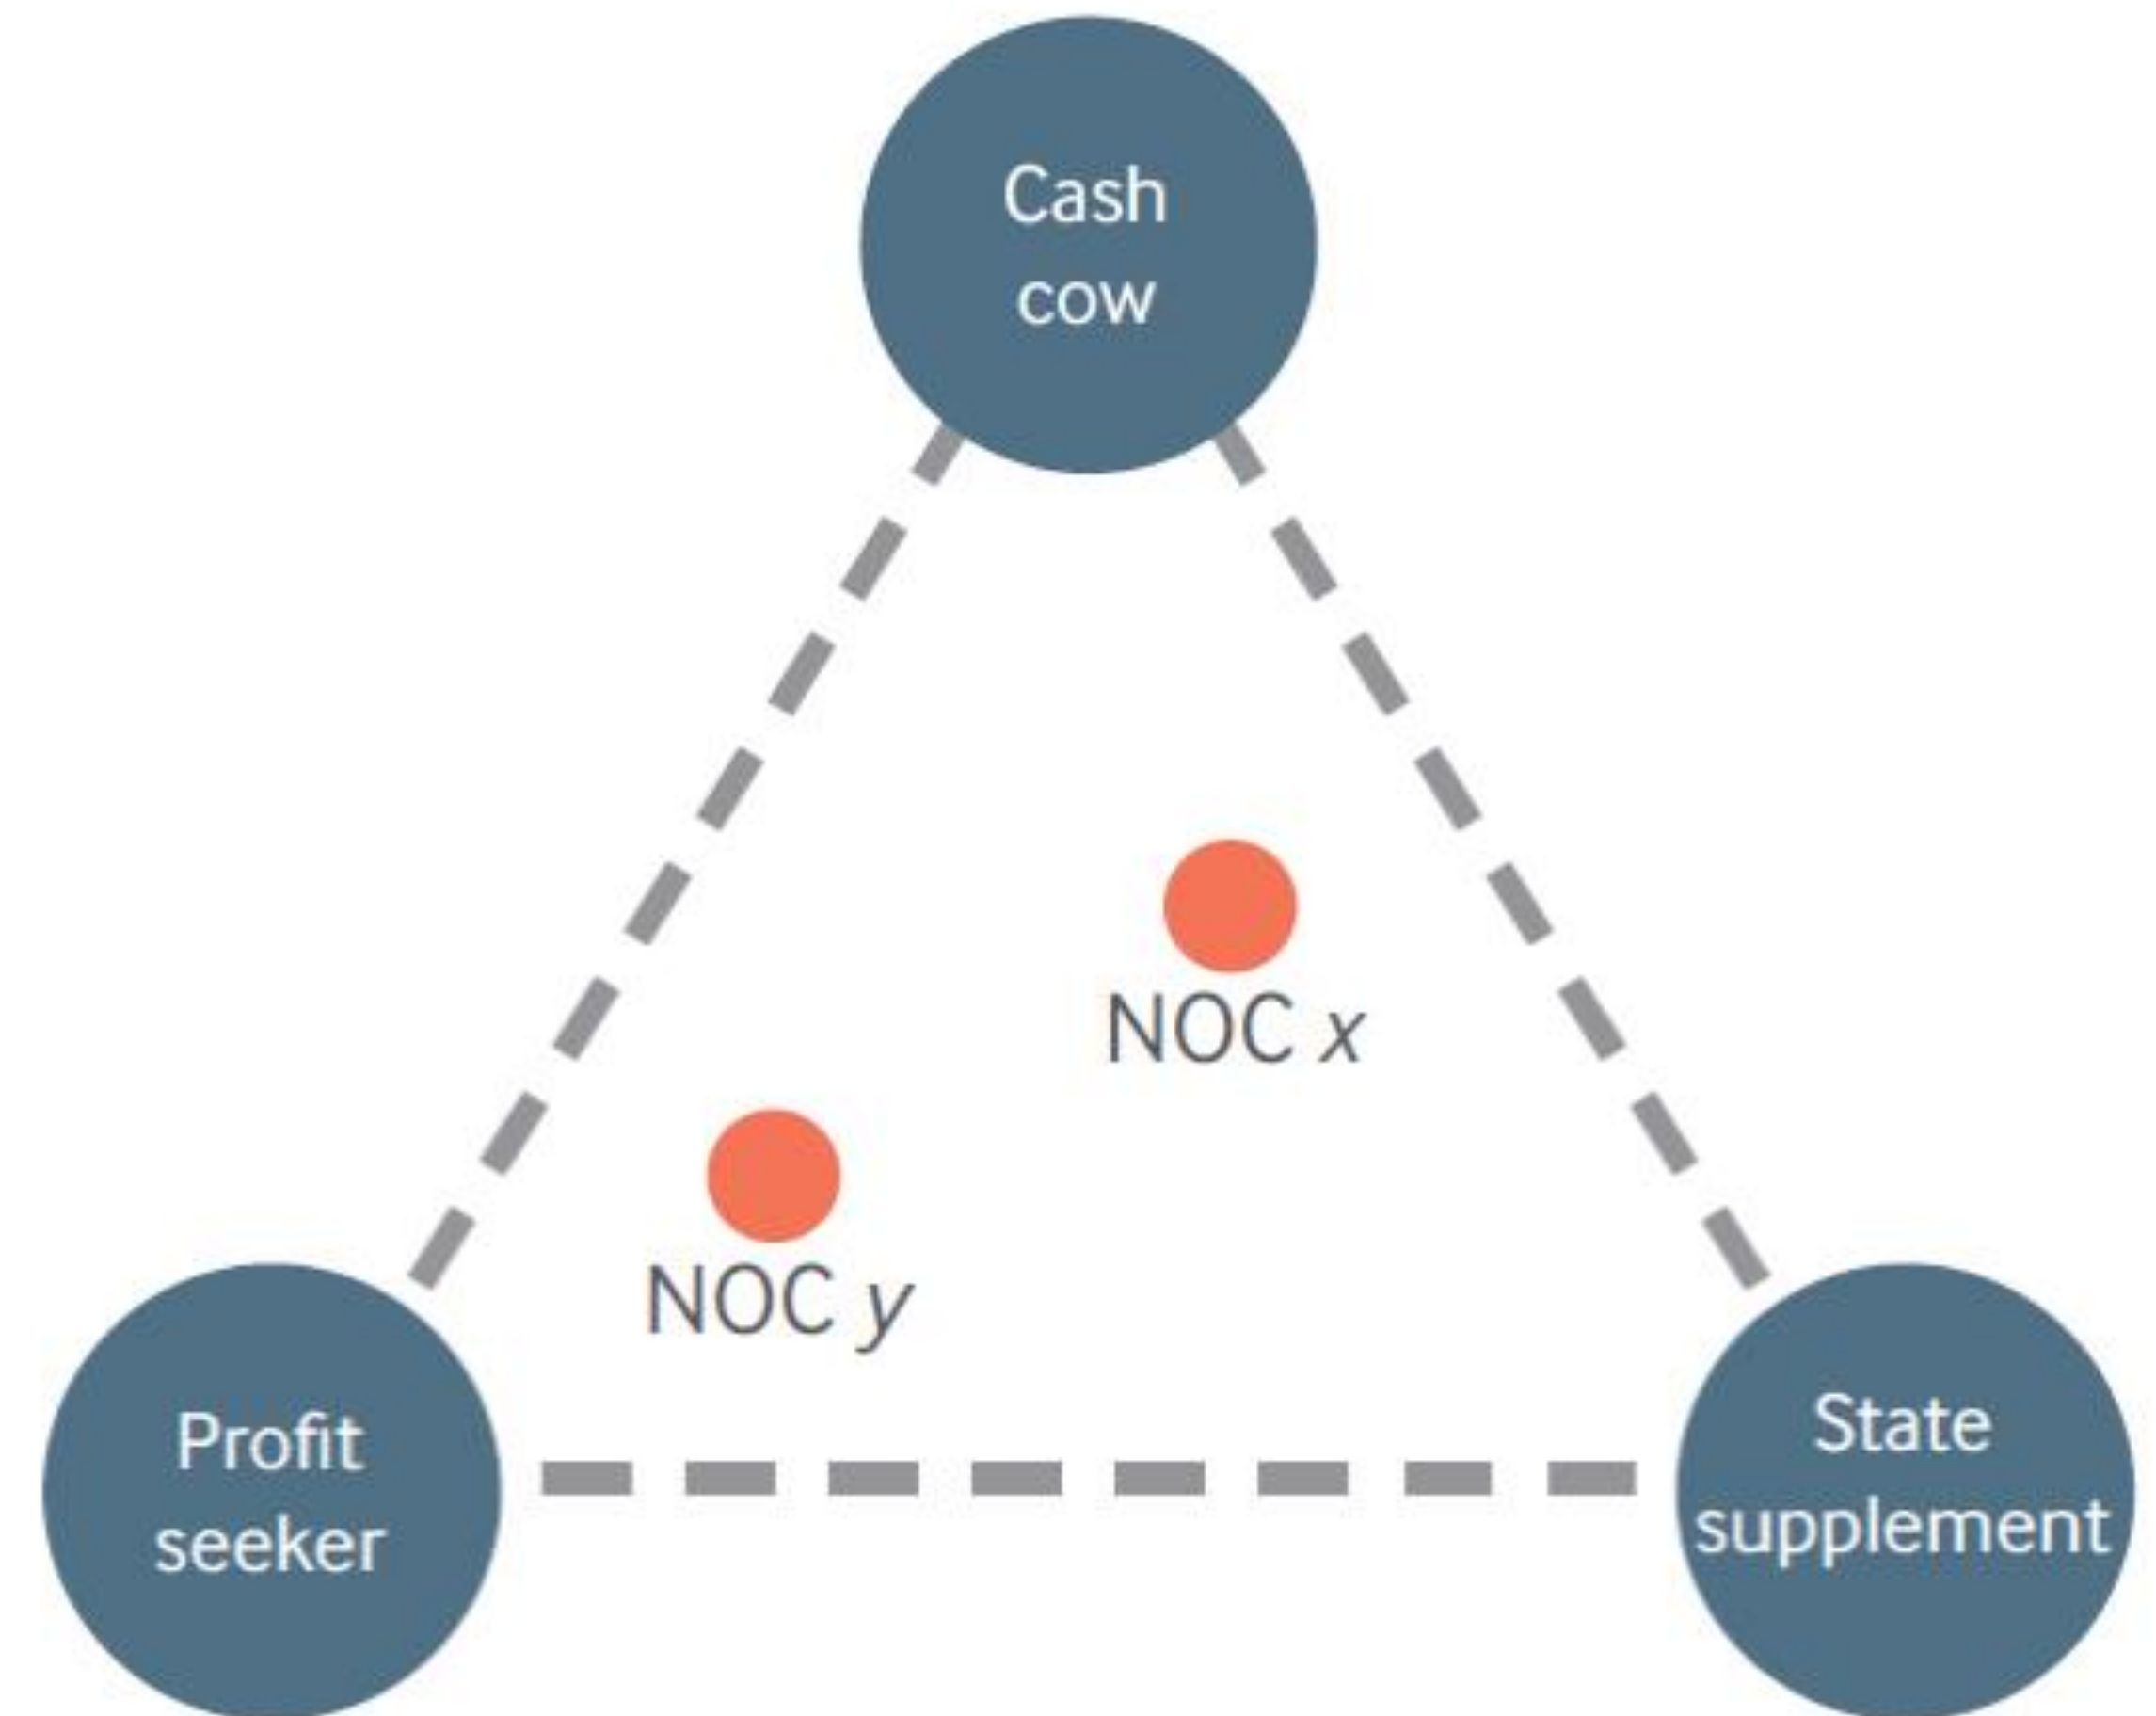 Cash
cow
NOC x
NOC y
Profit
seeker
State
supplement